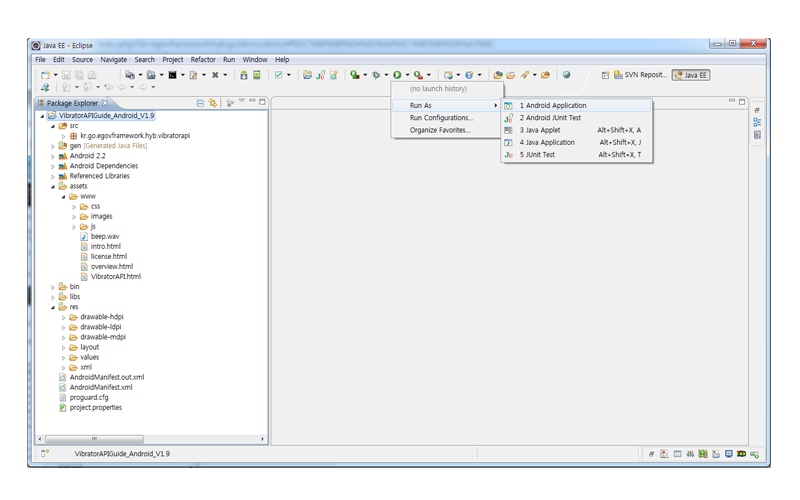 Java EE - Eclipse
File Edit Source Navigate Search Project Refactor Run Window Help
SVN Reposit... Java EE
Package Explorer
VibratorAPIGuide_Android_V1.9
src
kr.go.egovframework.hyb.vibratorapi
gen [Generated Java Files]
Android 2.2
Android Dependencies
Referenced Libraries
assets
www
css
images
js
beep.wav
intro.html
license.html
overview.html
VibratorAPI.html
bin
libs
res
drawable-hdpi
drawable-ldpi
drawable-mdpi
layout
values
xml
AndroidManifest.out.xml
AndroidManifest.xml
proguard.cfg
project.properties
(no launch history)
Run As
Run Configurations...
Organize Favorites...
1 Android Application
2 Android JUnit Test
3 Java Applet Alt+Shift+X, A
4 Java Application Alt+Shift+X, J
5 JUnit Test Alt+Shift+X, T
VibratorAPIGuide_Android_V1.9